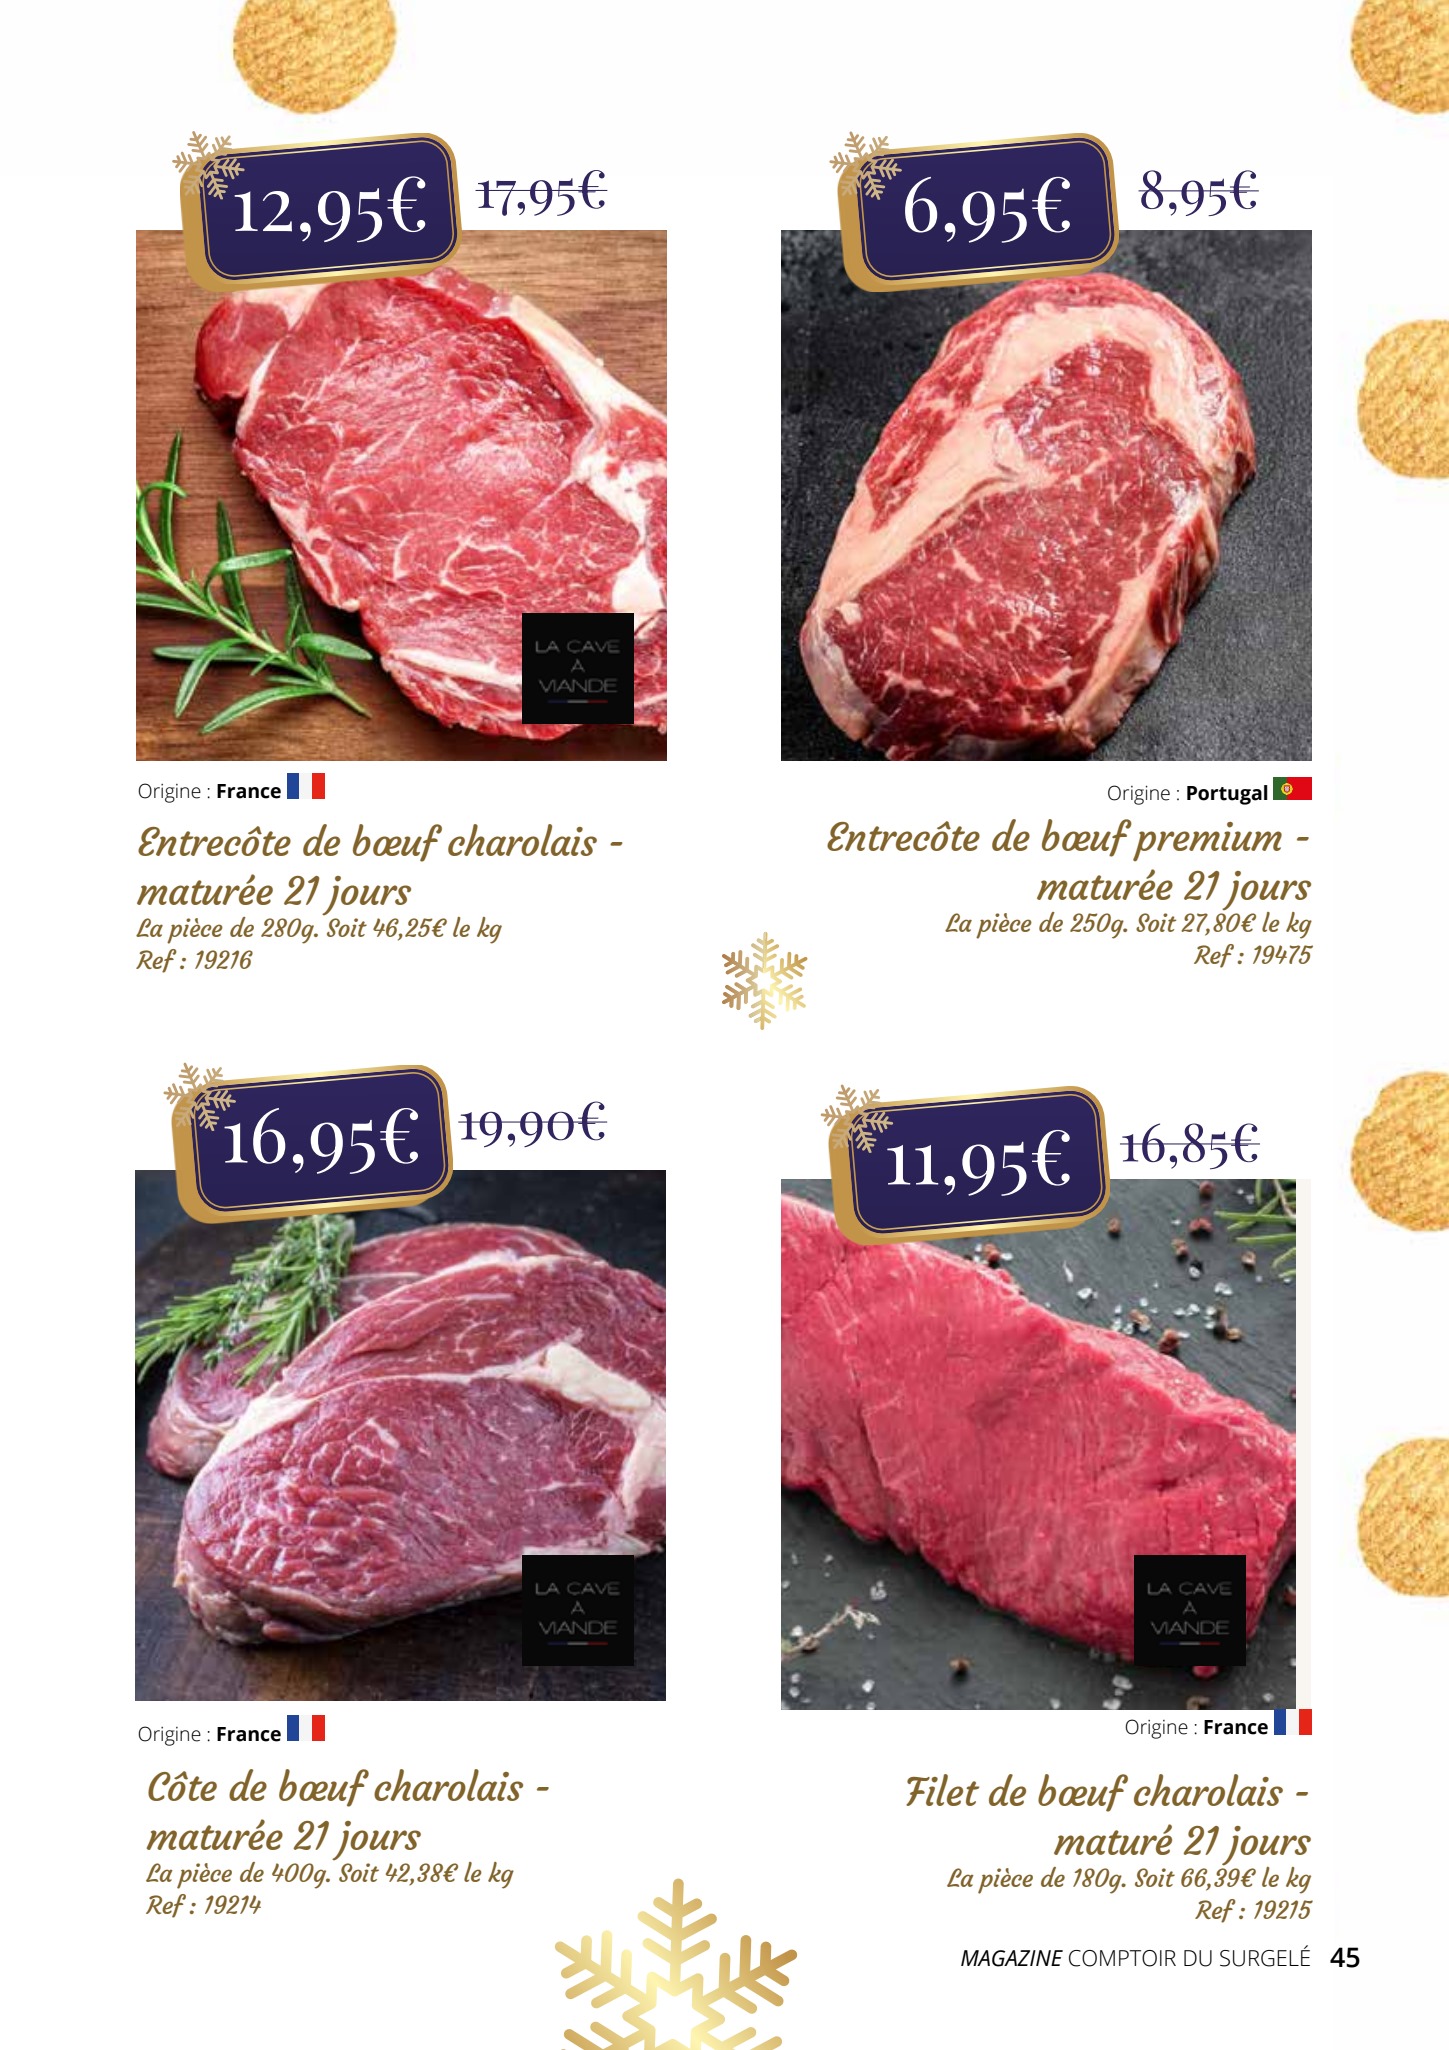 12,95€ 17,95€
LA CAVE
A
VIANDE
Origine : France
Entrecôte de bœuf charolais -
maturée 21 jours
La pièce de 280g. Soit 46,25€ le kg
Ref : 19216
6,95€ 8,95€
Origine : Portugal
Entrecôte de bœuf premium -
maturée 21 jours
La pièce de 250g. Soit 27,80€ le kg
Ref : 19475
16,95€ 19,90€
LA CAVE
A
VIANDE
Origine : France
Côte de bœuf charolais -
maturée 21 jours
La pièce de 400g. Soit 42,38€ le kg
Ref : 19214
11,95€ 16,85€
LA CAVE
A
VIANDE
Origine : France
Filet de bœuf charolais -
maturé 21 jours
La pièce de 180g. Soit 66,39€ le kg
Ref : 19215
MAGAZINE COMPTOIR DU SURGELÉ 45